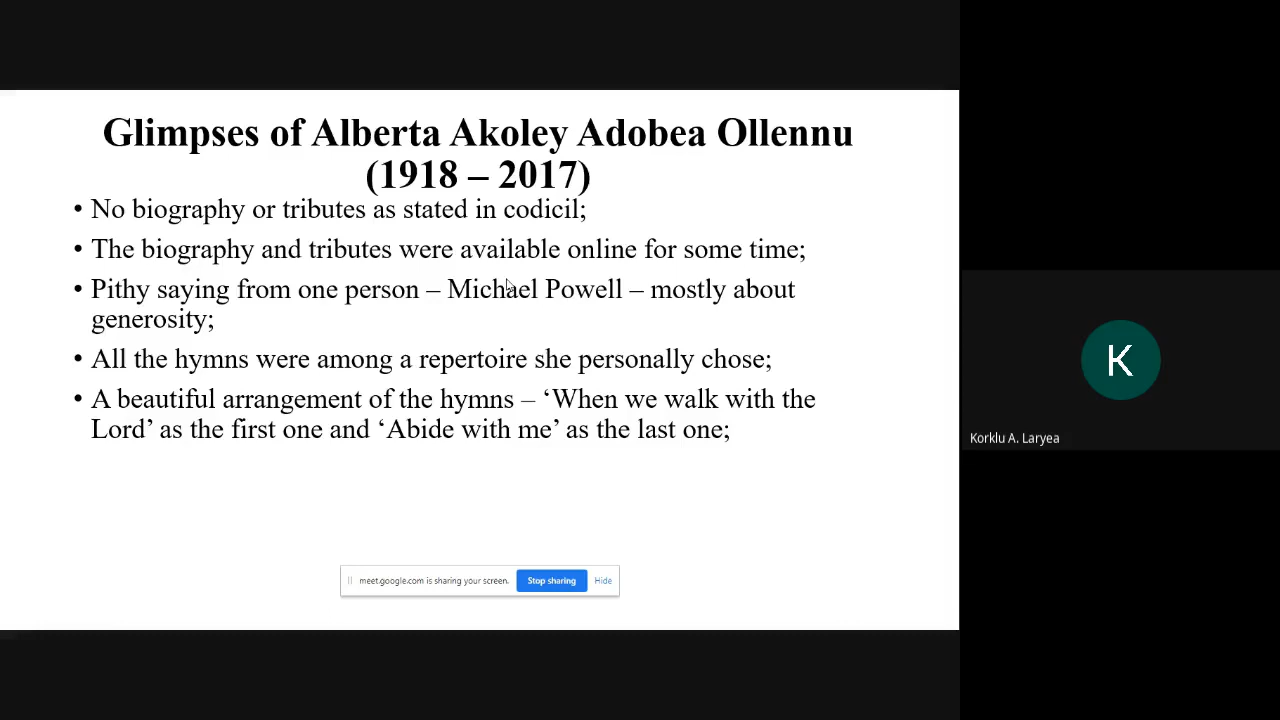 Glimpses of Alberta Akoley Adobea Ollennu
(1918 – 2017)
• No biography or tributes as stated in codicil;
• The biography and tributes were available online for some time;
• Pithy saying from one person – Michael Powell – mostly about
generosity;
• All the hymns were among a repertoire she personally chose;
• A beautiful arrangement of the hymns – ‘When we walk with the
Lord’ as the first one and ‘Abide with me’ as the last one;
meet.google.com is sharing your screen. Stop sharing Hide
K
Korklu A. Laryea